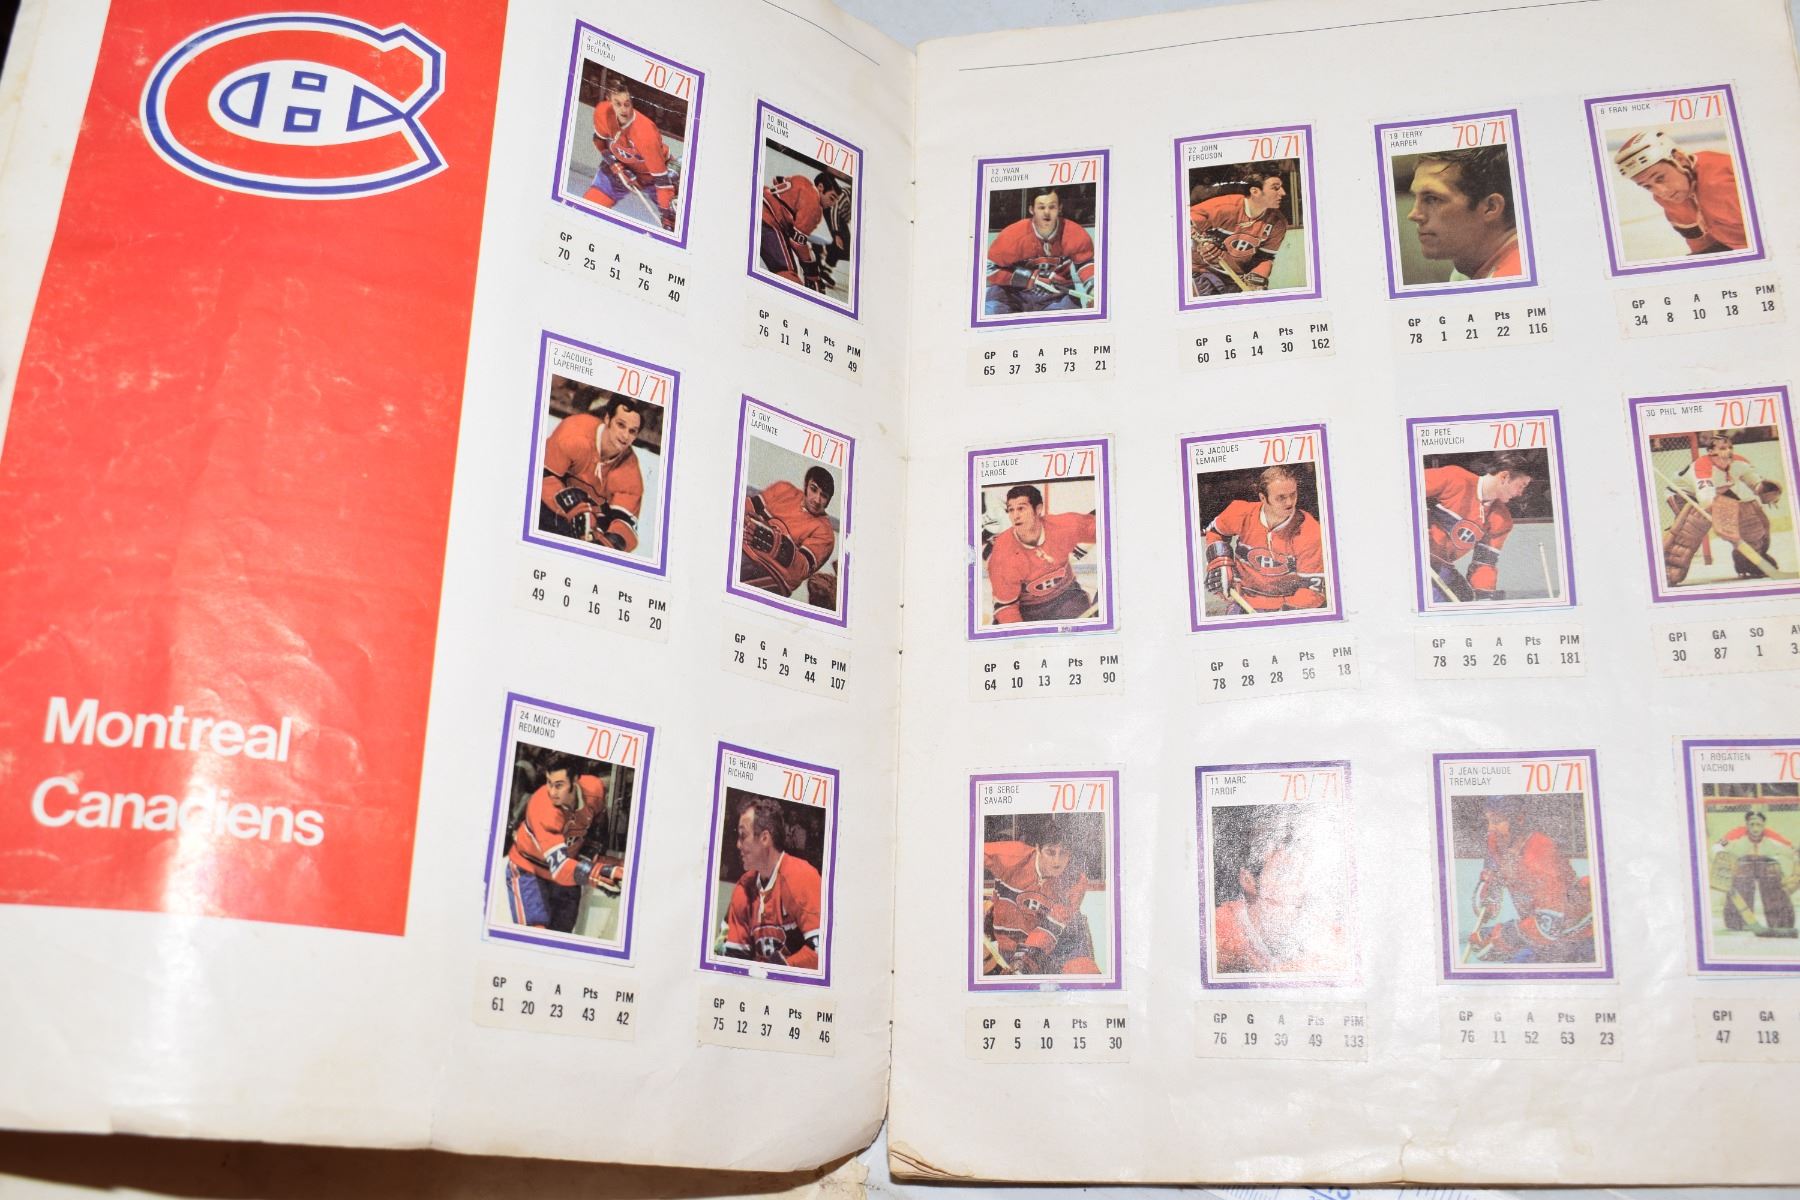 Montreal
Canadiens
4 JEAN
BELIVEAU
70/71
GP G A Pts PIM
70 25 51 76 40
10 BILL
COLLINS
70/71
GP G A Pts PIM
76 11 18 29 49
2 JACQUES
LAPERRIERE
70/71
GP G A Pts PIM
49 0 16 16 20
5 GUY
LAPOINTE
70/71
GP G A Pts PIM
78 15 29 44 107
24 MICKEY
REDMOND
70/71
24
GP G A Pts PIM
61 20 23 43 42
16 HENRI
RICHARD
70/71
GP G A Pts PIM
75 12 37 49 46
12 YVAN
COURNOYER
70/71
GP G A Pts PIM
65 37 36 73 21
22 JOHN
FERGUSON
70/71
GP G A Pts PIM
60 16 14 30 162
19 TERRY
HARPER
70/71
GP G A Pts PIM
78 1 21 22 116
6 FRAN HUCK
70/71
GP G A Pts PIM
34 8 10 18 18
15 CLAUDE
LAROSE
70/71
GP G A Pts PIM
64 10 13 23 90
25 JACQUES
LEMAIRE
70/71
GP G A Pts PIM
78 28 28 56 18
20 PETE
MAHOVLICH
70/71
GP G A Pts PIM
78 35 26 61 181
30 PHIL MYRE
70/71
GPI GA SO
30 87 1 3.
18 SERGE
SAVARD
70/71
GP G A Pts PIM
37 5 10 15 30
11 MARC
TARDIF
70/71
GP G A Pts PIM
76 19 30 49 133
3 JEAN-CLAUDE
TREMBLAY
70/71
GP G A Pts PIM
76 11 52 63 23
1 ROGATIEN
VACHON
70
GPI GA
47 118